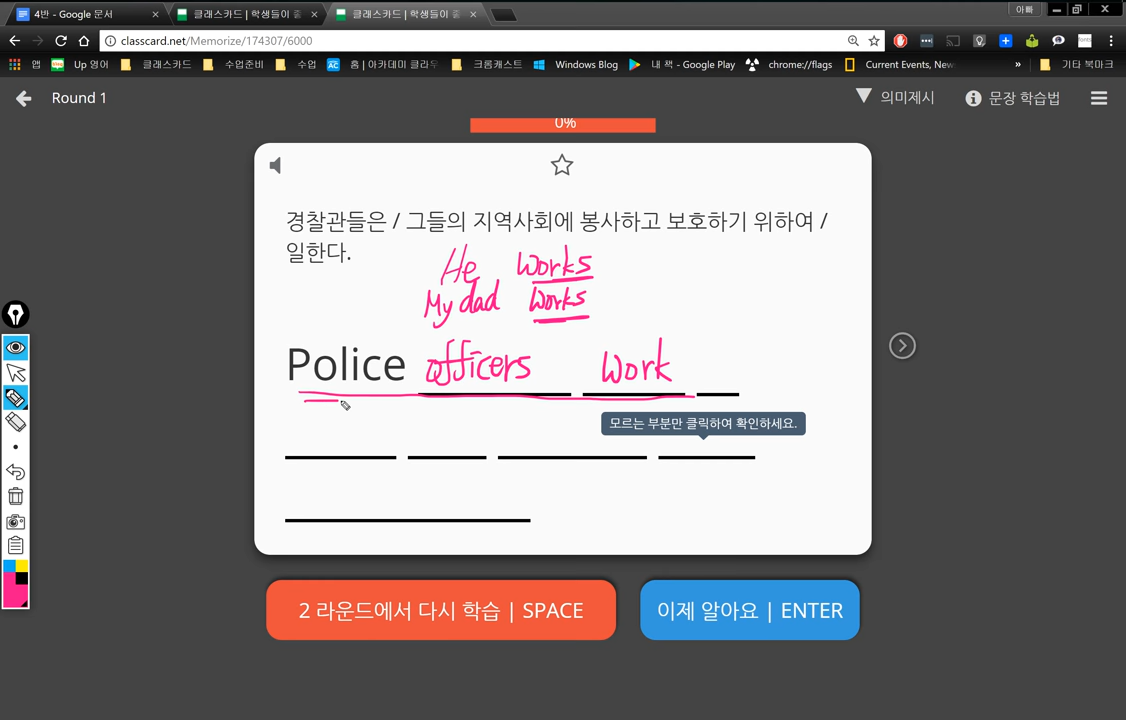 4반 - Google 문서
클래스카드 | 학생들이 좋
클래스카드 | 학생들이 좋
아빠
classcard.net/Memorize/174307/6000
앱
Up 영어
클래스카드
수업준비
수업
홈 | 아카데미 클라우
크롬캐스트
Windows Blog
내 책 - Google Play
chrome://flags
Current Events, New
»
기타 북마크
Round 1
의미제시
문장 학습법
0%
경찰관들은 / 그들의 지역사회에 봉사하고 보호하기 위하여 /
일한다.
He works
My dad works
Police officers work
모르는 부분만 클릭하여 확인하세요.
2 라운드에서 다시 학습 | SPACE
이제 알아요 | ENTER